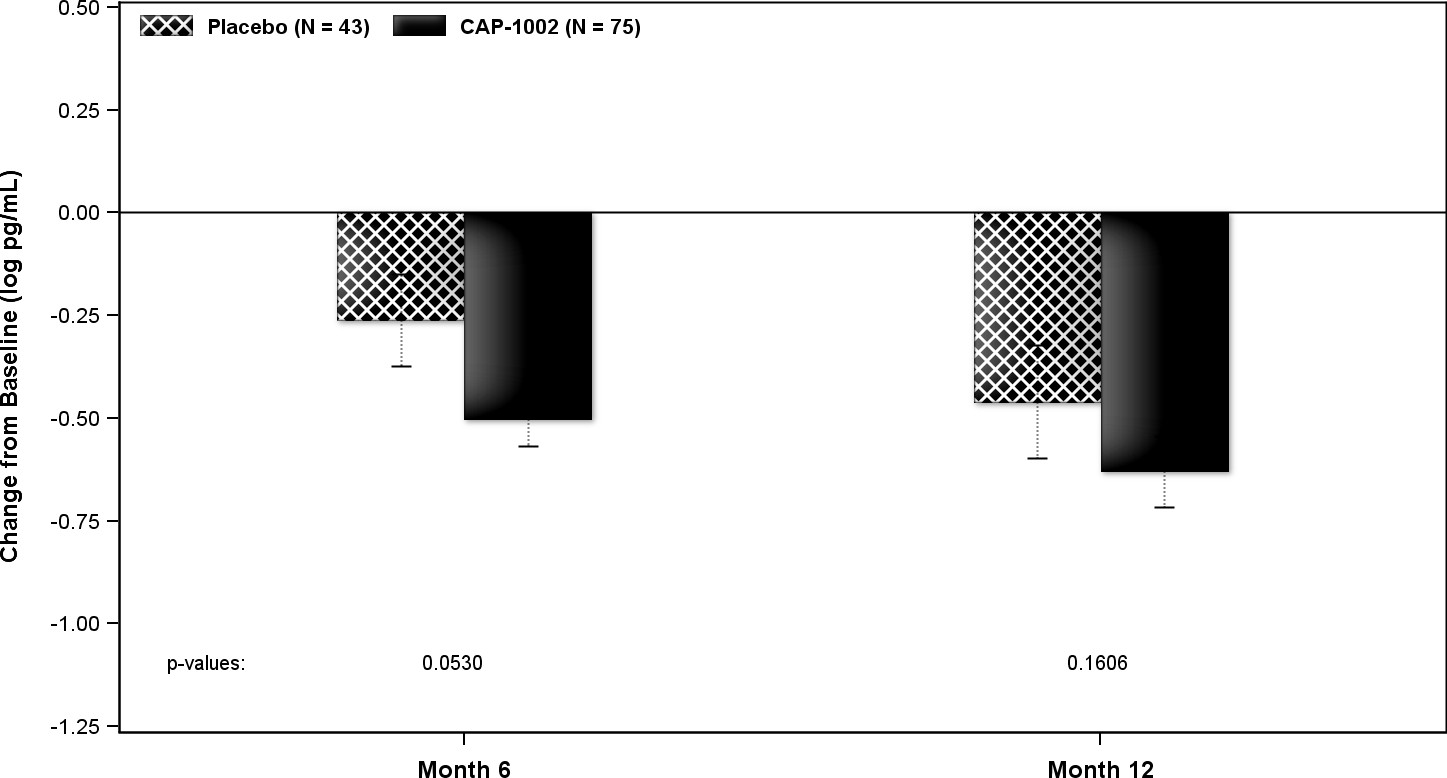 Placebo (N = 43) CAP-1002 (N = 75)
Change from Baseline (log pg/mL)
0.50
0.25
0.00
-0.25
-0.50
-0.75
-1.00
-1.25
p-values: 0.0530 0.1606
Month 6 Month 12